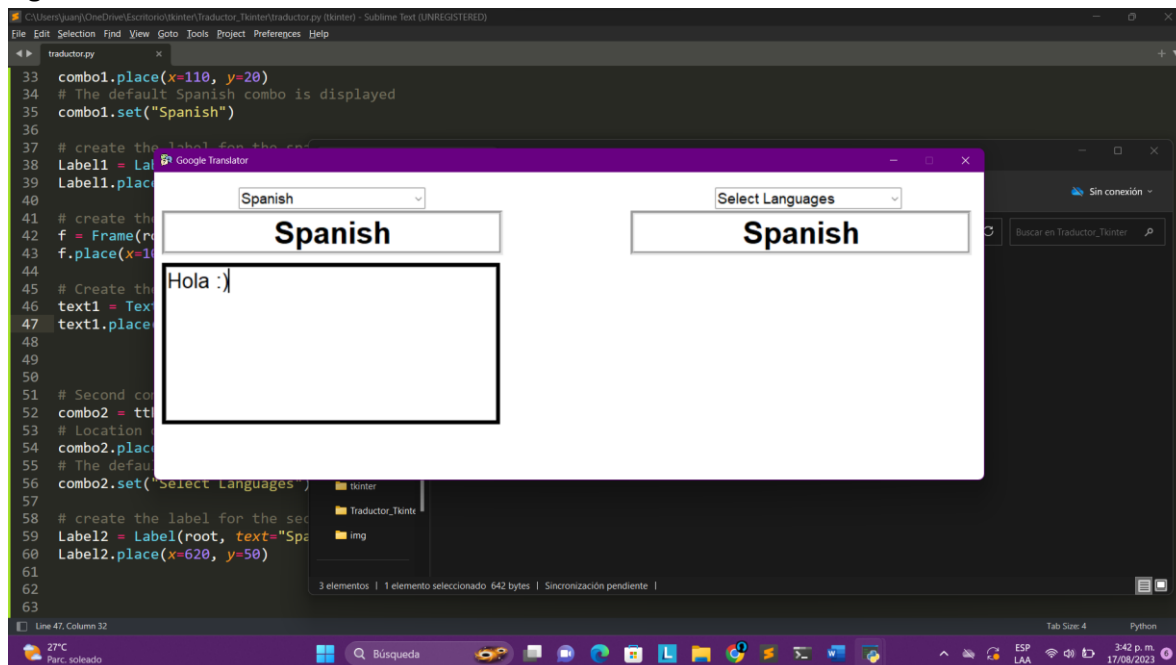 C:\Users\juanj\OneDrive\Escritorio\tkinter\Traductor_Tkinter\traductor.py (tkinter) - Sublime Text (UNREGISTERED)
File Edit Selection Find View Goto Tools Project Preferences Help
traductor.py
33 combo1.place(x=110, y=20)
34 # The default Spanish combo is displayed
35 combo1.set("Spanish")
36
37 # create the label for the spa
38 Label1 = Lal
39 Label1.place
40
41 # create the
42 f = Frame(ro
43 f.place(x=10
44
45 # Create the
46 text1 = Tex
47 text1.place
48
49
50
51 # Second co
52 combo2 = ttl
53 # Location
54 combo2.plac
55 # The defau
56 combo2.set("Select Languages")
57
58 # create the label for the sec
59 Label2 = Label(root, text="Spa
60 Label2.place(x=620, y=50)
61
62
63
Google Translator
Spanish
Select Languages
Spanish
Spanish
Hola :)
Sin conexión
Buscar en Traductor_Tkinter
tkinter
Traductor_Tkinte
img
3 elementos | 1 elemento seleccionado 642 bytes | Sincronización pendiente |
Line 47, Column 32
Tab Size: 4
Python
27°C
Parc. soleado
Búsqueda
ESP
LAA
3:42 p. m.
17/08/2023
6